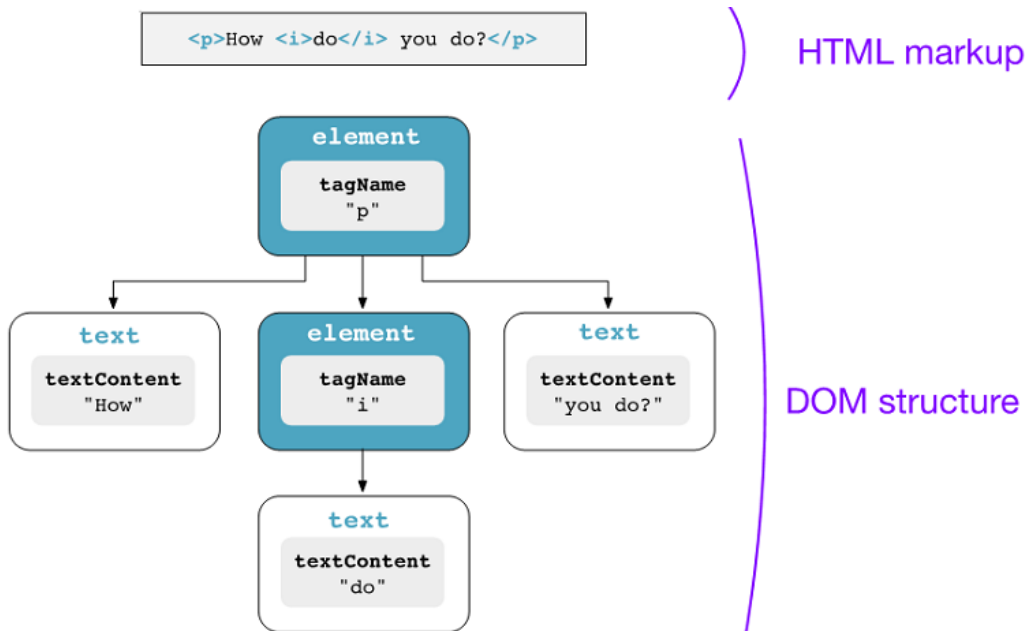 <p>How <i>do</i> you do?</p>
HTML markup
element
tagName
"p"
text
textContent
"How"
element
tagName
"i"
text
textContent
"you do?"
DOM structure
text
textContent
"do"